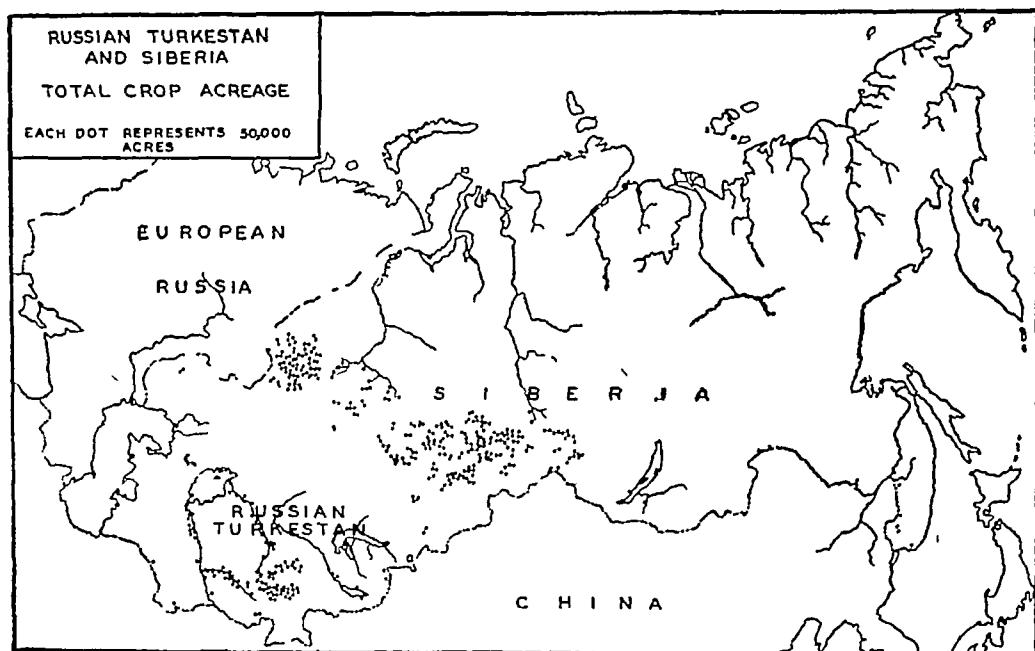 RUSSIAN TURKESTAN
AND SIBERIA
TOTAL CROP ACREAGE
EACH DOT REPRESENTS 50,000
ACRES
EUROPEAN
RUSSIA
SIBERIA
RUSSIAN
TURKESTAN
CHINA